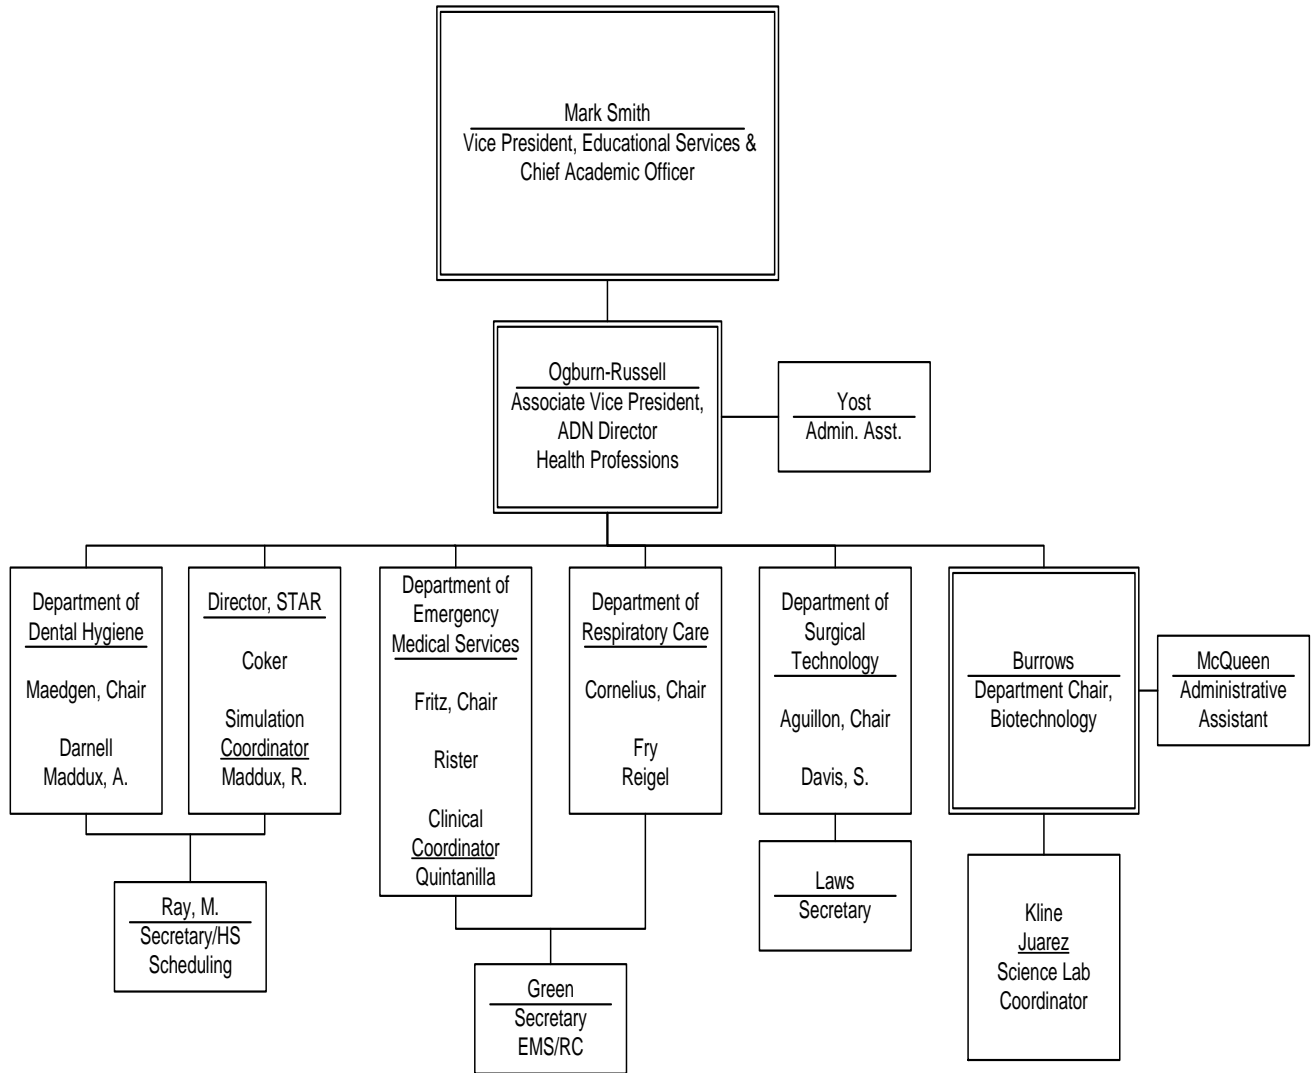 Mark Smith
Vice President, Educational Services &
Chief Academic Officer
Ogburn-Russell
Associate Vice President,
ADN Director
Health Professions
Yost
Admin. Asst.
Department of
Dental Hygiene
Maedgen, Chair
Darnell
Maddux, A.
Director, STAR
Coker
Simulation
Coordinator
Maddux, R.
Department of
Emergency
Medical Services
Fritz, Chair
Rister
Clinical
Coordinator
Quintanilla
Department of
Respiratory Care
Cornelius, Chair
Fry
Reigel
Department of
Surgical
Technology
Aguillon, Chair
Davis, S.
Burrows
Department Chair,
Biotechnology
McQueen
Administrative
Assistant
Ray, M.
Secretary/HS
Scheduling
Green
Secretary
EMS/RC
Laws
Secretary
Kline
Juarez
Science Lab
Coordinator